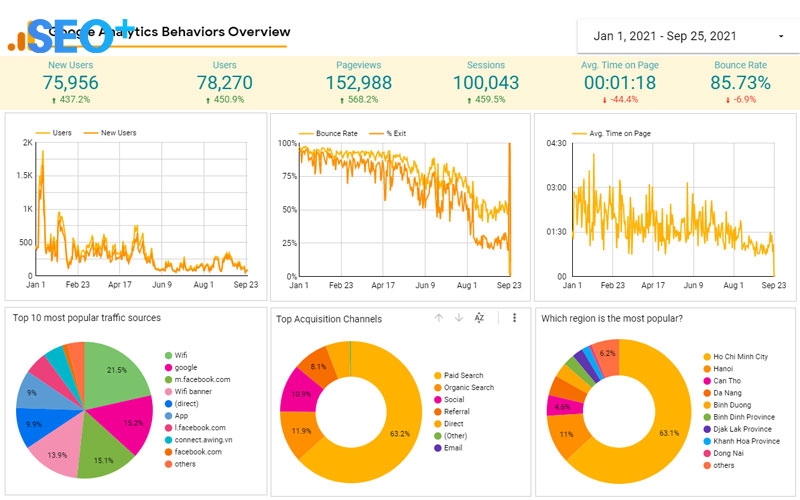 SEO+
Google Analytics Behaviors Overview
Jan 1, 2021 - Sep 25, 2021
New Users
75,956
437.2%
Users
78,270
450.9%
Pageviews
152,988
568.2%
Sessions
100,043
459.5%
Avg. Time on Page
00:01:18
-44.4%
Bounce Rate
85.73%
-6.9%
Users
New Users
2K
1.5K
1K
500
0
Jan 1
Feb 23
Apr 17
Jun 9
Aug 1
Sep 23
Bounce Rate
% Exit
100%
75%
50%
25%
0%
Jan 1
Feb 23
Apr 17
Jun 9
Aug 1
Sep 23
Avg. Time on Page
04:30
03:00
01:30
00
Jan 1
Feb 23
Apr 17
Jun 9
Aug 1
Sep 23
Top 10 most popular traffic sources
21.5%
15.2%
15.1%
13.9%
9.9%
9%
Wifi
google
m.facebook.com
Wifi banner
(direct)
App
l.facebook.com
connect.awing.vn
facebook.com
others
Top Acquisition Channels
63.2%
11.9%
10.9%
8.1%
Paid Search
Organic Search
Social
Referral
Direct
(Other)
Email
Which region is the most popular?
63.1%
11%
4.6%
6.2%
Ho Chi Minh City
Hanoi
Can Tho
Da Nang
Binh Duong
Binh Dinh Province
Djak Lak Province
Khanh Hoa Province
Dong Nai
others